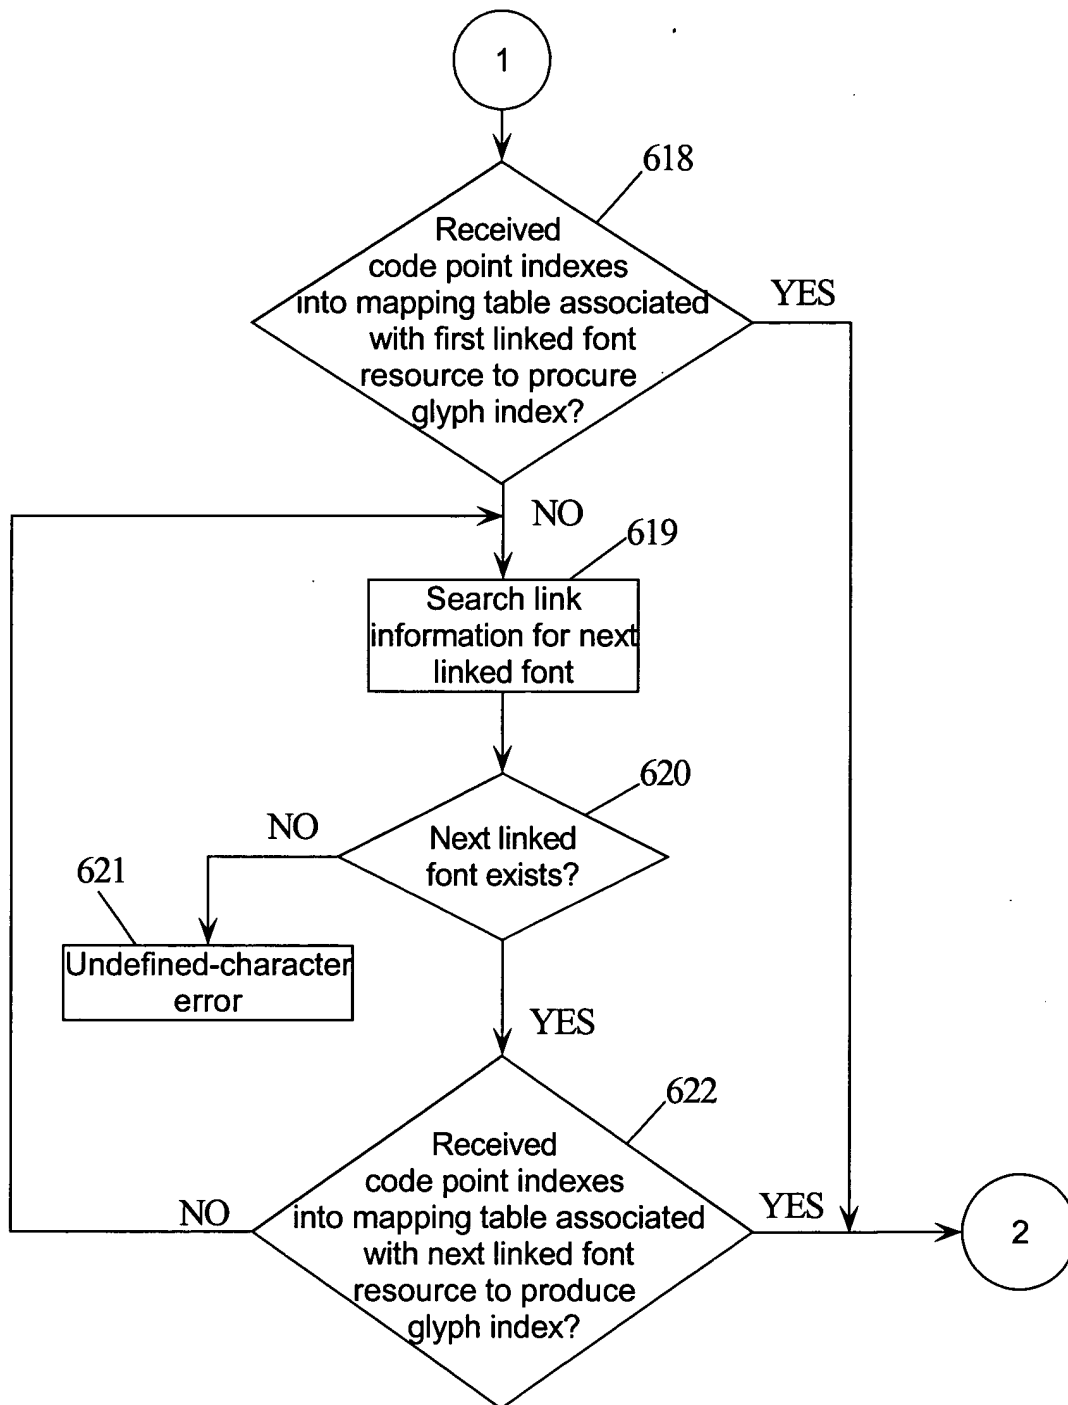 1
618
Received
code point indexes
into mapping table associated
with first linked font
resource to procure
glyph index?
YES
NO
619
Search link
information for next
linked font
620
NO
Next linked
font exists?
621
Undefined-character
error
YES
622
Received
code point indexes
into mapping table associated
with next linked font
resource to produce
glyph index?
NO
YES
2